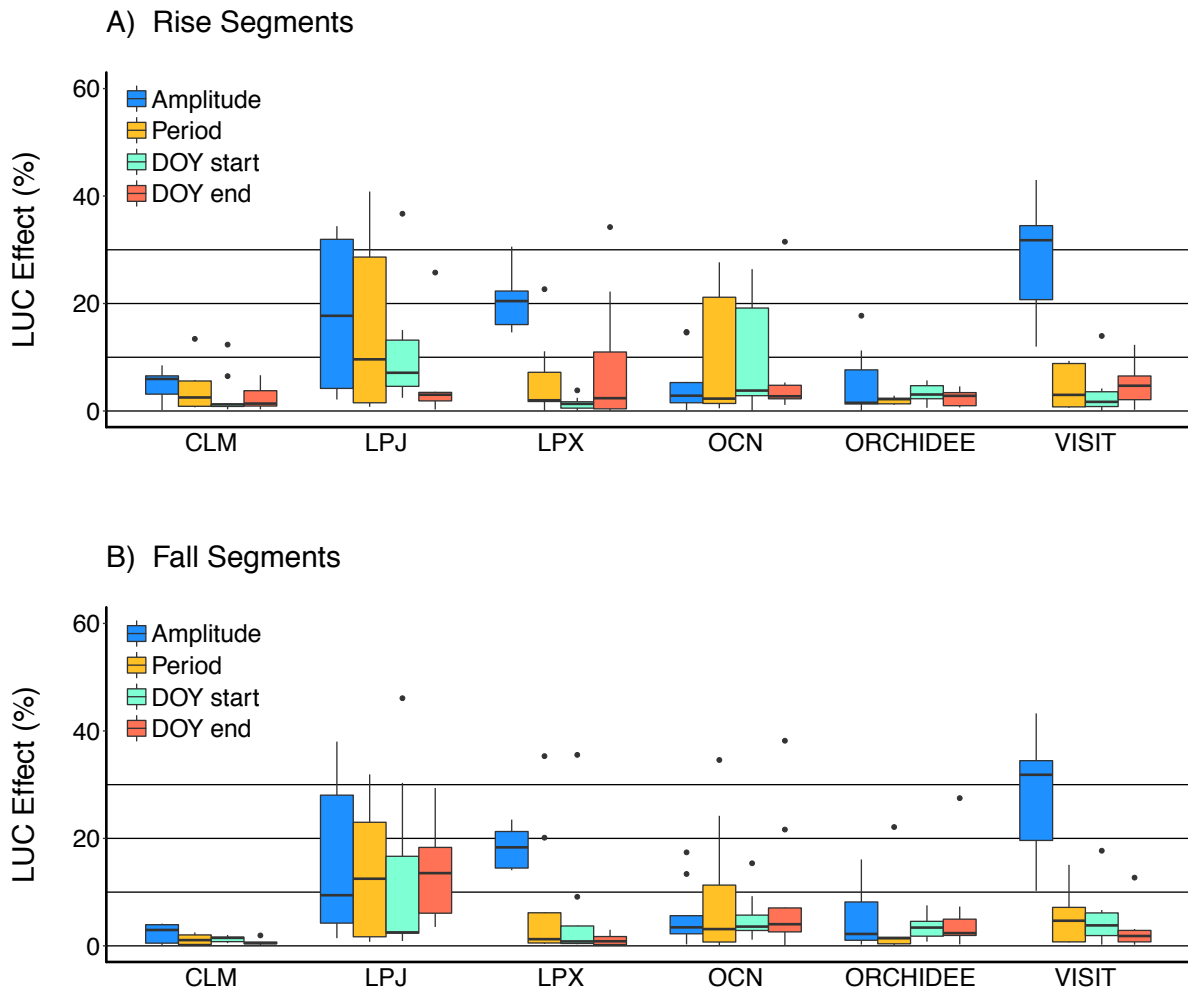 A) Rise Segments
60
40
20
0
LUC Effect (%)
Amplitude
Period
DOY start
DOY end
CLM LPJ LPX OCN ORCHIDEE VISIT
B) Fall Segments
60
40
20
0
LUC Effect (%)
Amplitude
Period
DOY start
DOY end
CLM LPJ LPX OCN ORCHIDEE VISIT